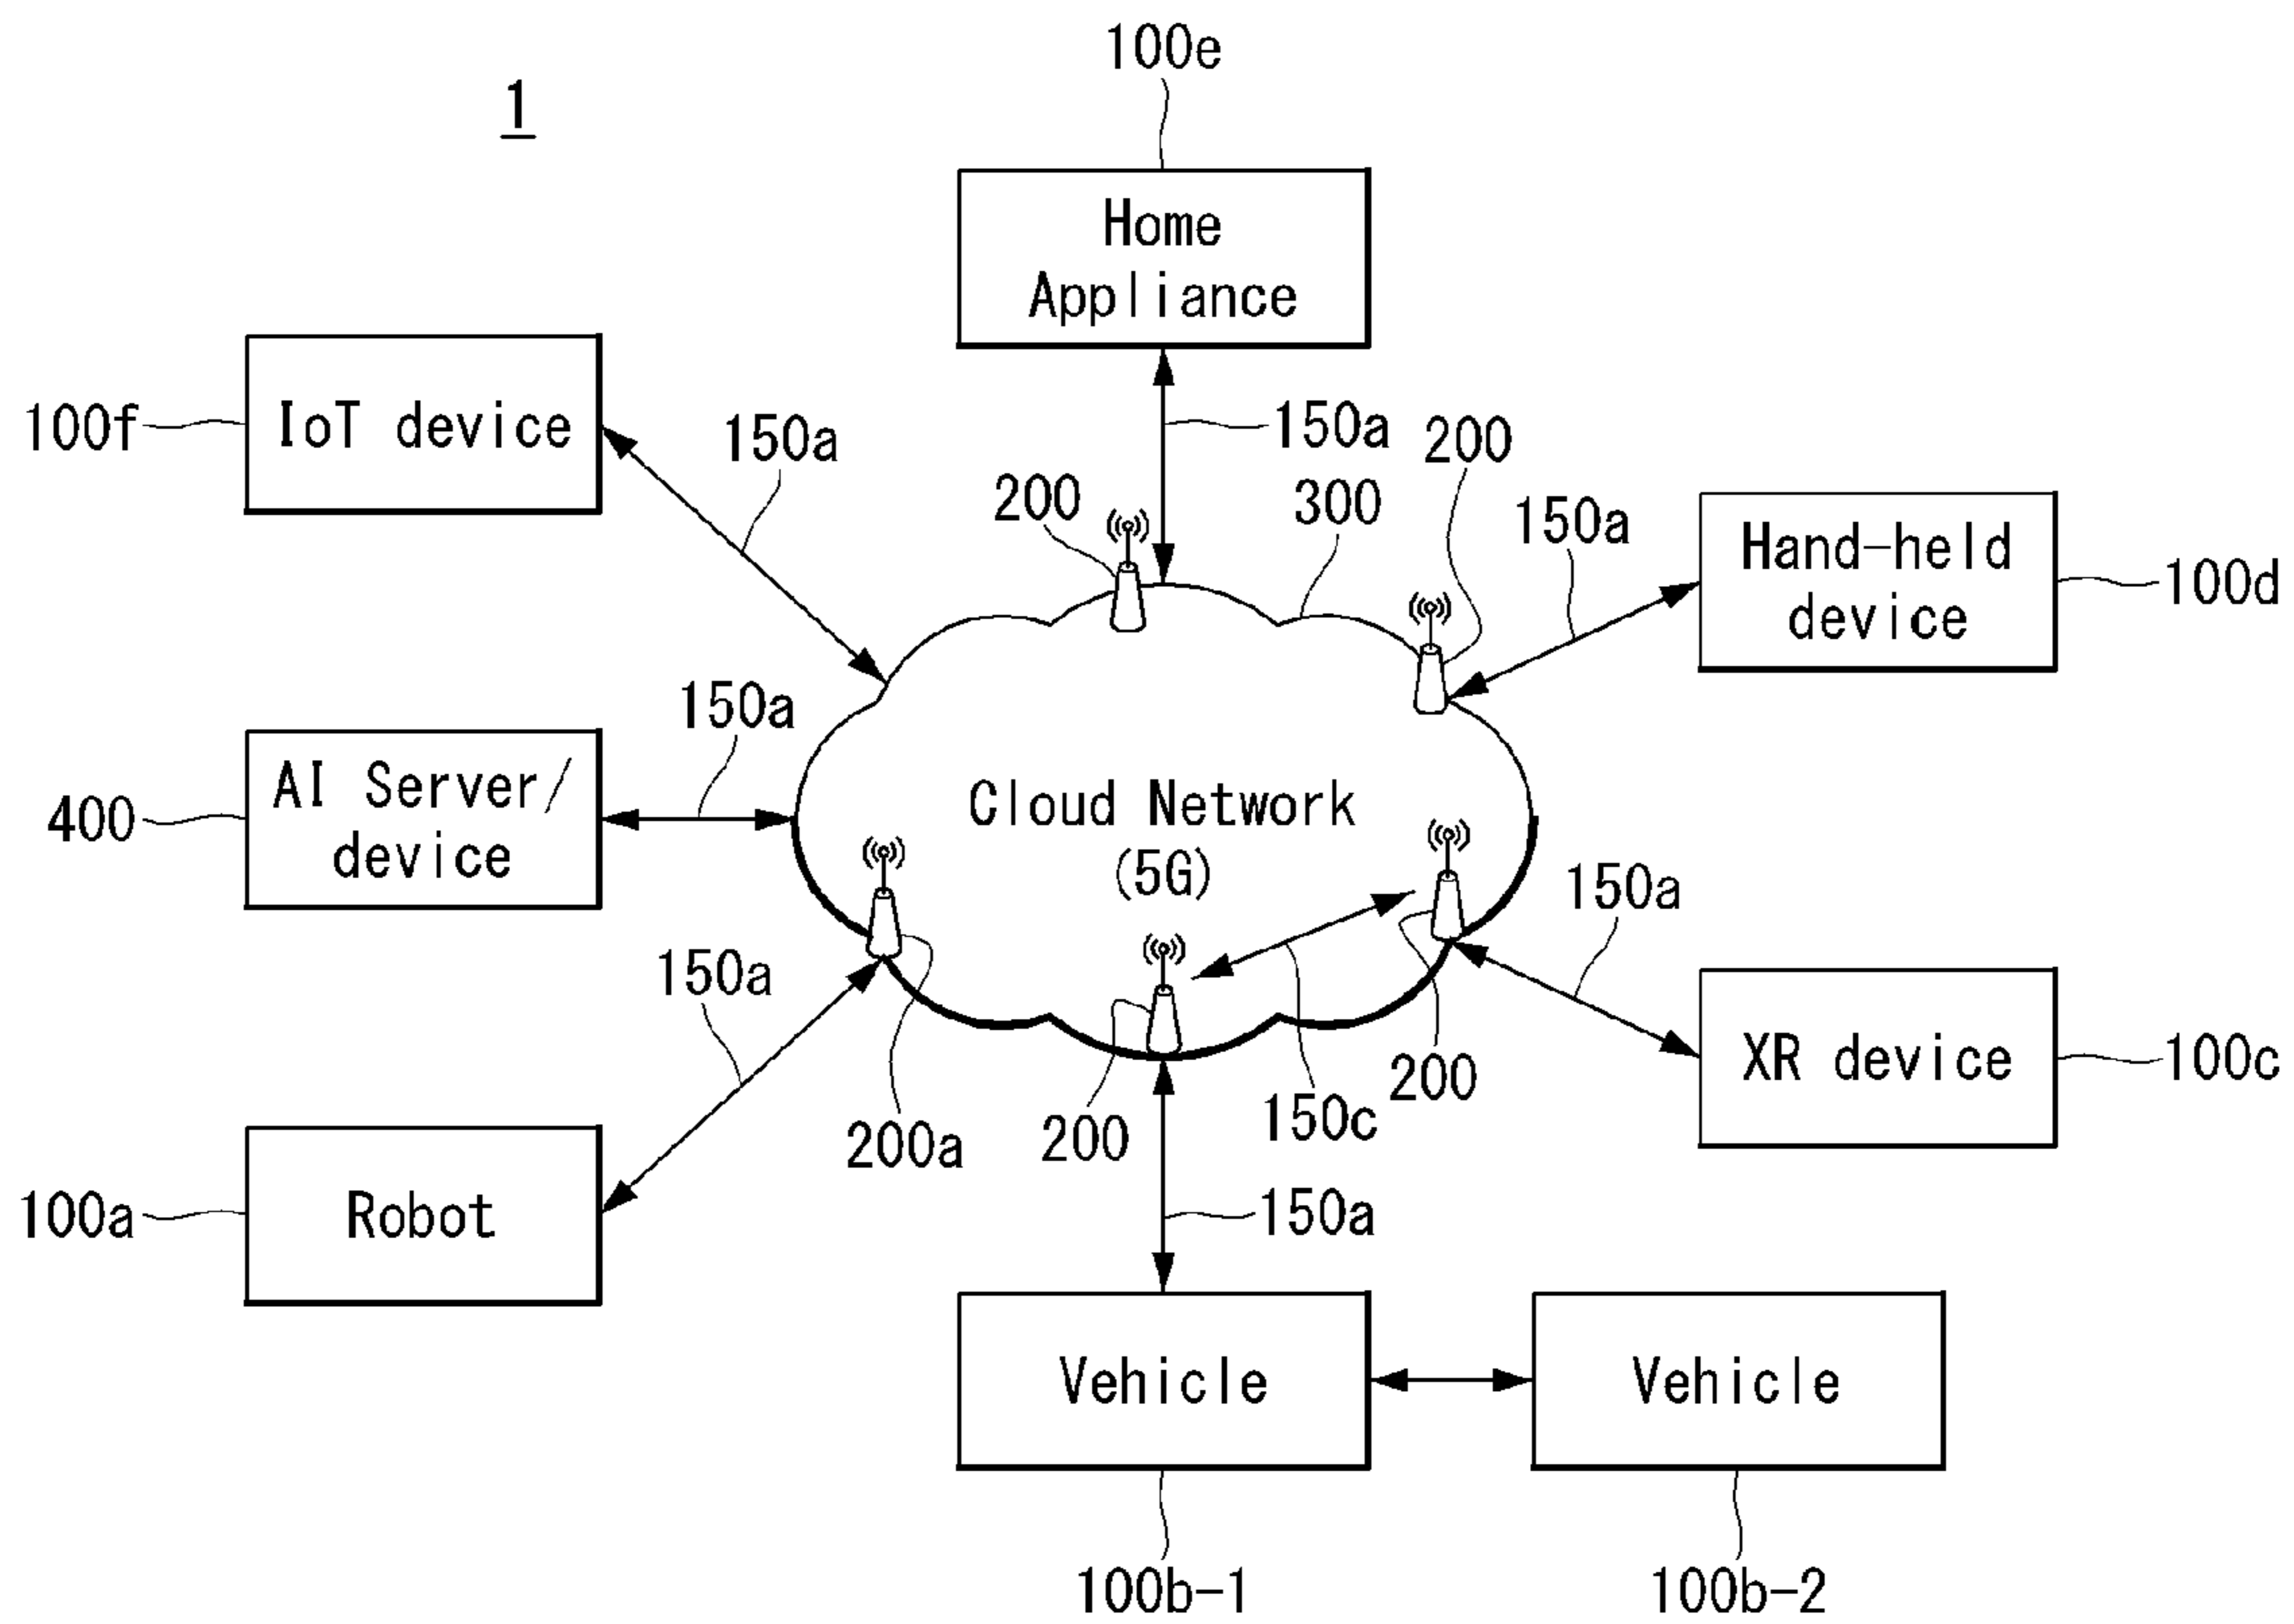 100e
1
Home
Appliance
IoT device
100f
150a
150a
200
200
300
150a
Hand-held
device
100d
150a
AI Server/
device
400
Cloud Network
(5G)
150a
150a
XR device
100c
200
150c
200
200a
100a
Robot
150a
Vehicle
Vehicle
100b-1
100b-2